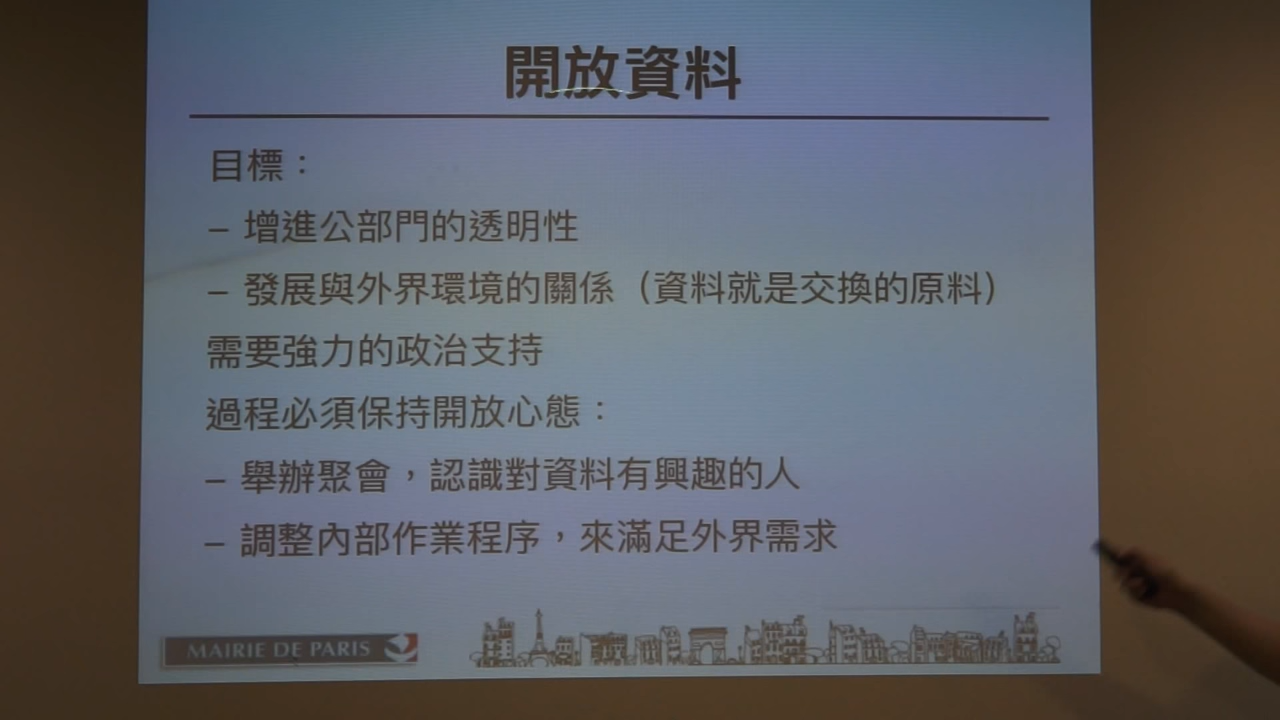 開放資料
目標：
– 增進公部門的透明性
– 發展與外界環境的關係（資料就是交換的原料）
需要強力的政治支持
過程必須保持開放心態：
– 舉辦聚會，認識對資料有興趣的人
– 調整內部作業程序，來滿足外界需求
MAIRIE DE PARIS